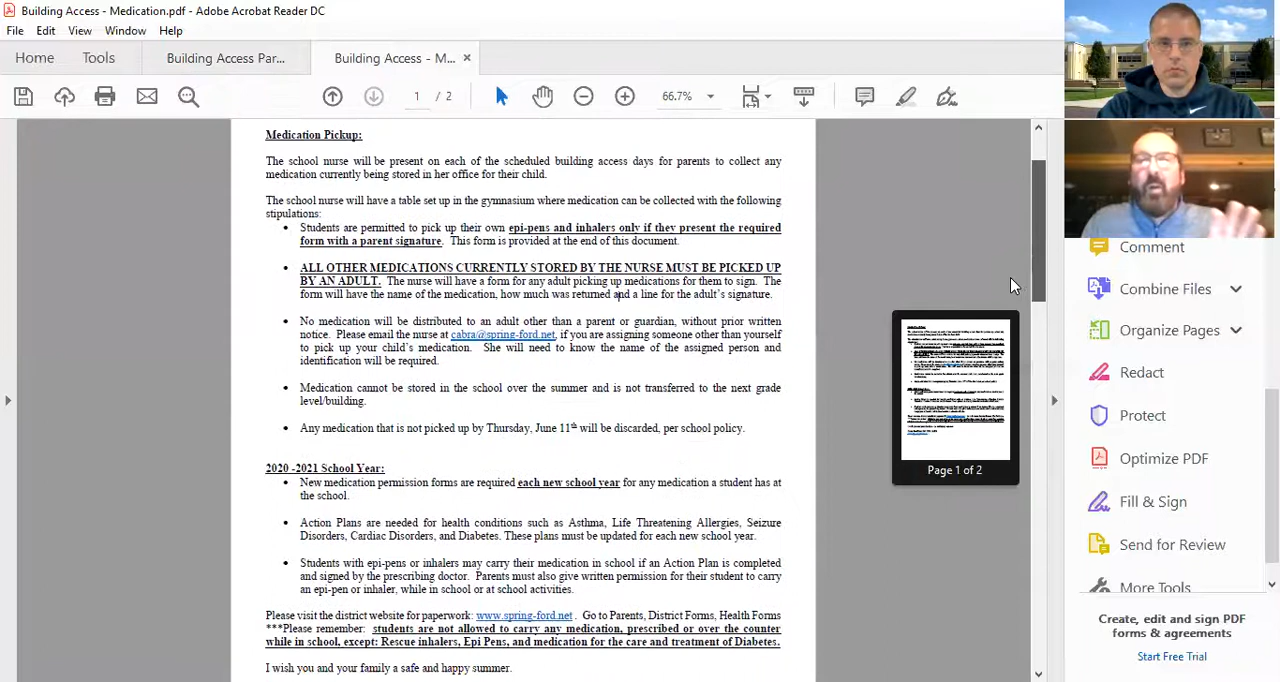 Building Access - Medication.pdf - Adobe Acrobat Reader DC
File Edit View Window Help
Home Tools Building Access Par... Building Access - M... ×
1 / 2 66.7%
Medication Pickup:
The school nurse will be present on each of the scheduled building access days for parents to collect any
medication currently being stored in her office for their child.
The school nurse will have a table set up in the gymnasium where medication can be collected with the following
stipulations:
• Students are permitted to pick up their own epi-pens and inhalers only if they present the required
form with a parent signature. This form is provided at the end of this document.
• ALL OTHER MEDICATIONS CURRENTLY STORED BY THE NURSE MUST BE PICKED UP
BY AN ADULT. The nurse will have a form for any adult picking up medications for them to sign. The
form will have the name of the medication, how much was returned and a line for the adult's signature.
• No medication will be distributed to an adult other than a parent or guardian, without prior written
notice. Please email the nurse at cabra@spring-ford.net, if you are assigning someone other than yourself
to pick up your child's medication. She will need to know the name of the assigned person and
identification will be required.
• Medication cannot be stored in the school over the summer and is not transferred to the next grade
level/building.
• Any medication that is not picked up by Thursday, June 11th will be discarded, per school policy.
2020 -2021 School Year:
• New medication permission forms are required each new school year for any medication a student has at
the school.
• Action Plans are needed for health conditions such as Asthma, Life Threatening Allergies, Seizure
Disorders, Cardiac Disorders, and Diabetes. These plans must be updated for each new school year.
• Students with epi-pens or inhalers may carry their medication in school if an Action Plan is completed
and signed by the prescribing doctor. Parents must also give written permission for their student to carry
an epi-pen or inhaler, while in school or at school activities.
Please visit the district website for paperwork: www.spring-ford.net . Go to Parents, District Forms, Health Forms
***Please remember: students are not allowed to carry any medication, prescribed or over the counter
while in school, except: Rescue inhalers, Epi Pens, and medication for the care and treatment of Diabetes.
I wish you and your family a safe and happy summer.
Page 1 of 2
Comment
Combine Files
Organize Pages
Redact
Protect
Optimize PDF
Fill & Sign
Send for Review
More Tools
Create, edit and sign PDF
forms & agreements
Start Free Trial